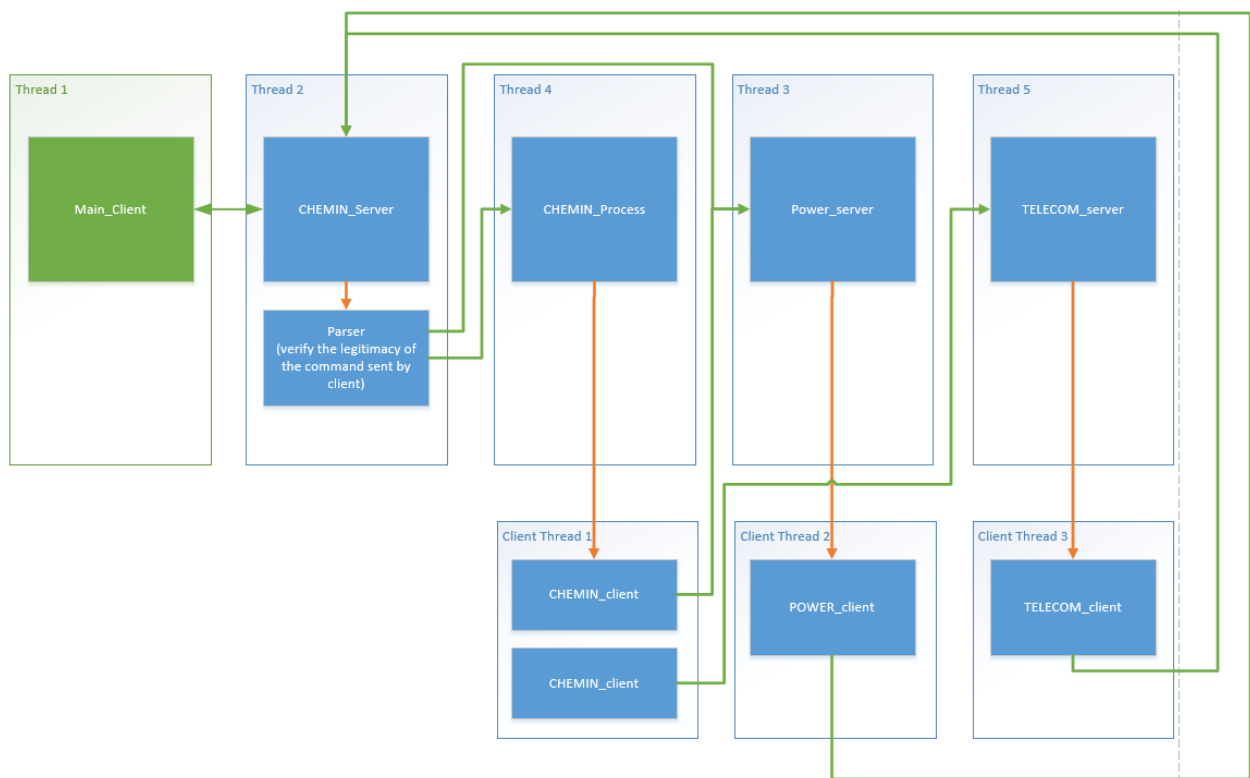 Thread 1
Thread 2
Thread 4
Thread 3
Thread 5
Main_Client
CHEMIN_Server
CHEMIN_Process
Power_server
TELECOM_server
Parser
(verify the legitimacy of
the command sent by
client)
Client Thread 1
Client Thread 2
Client Thread 3
CHEMIN_client
POWER_client
TELECOM_client
CHEMIN_client